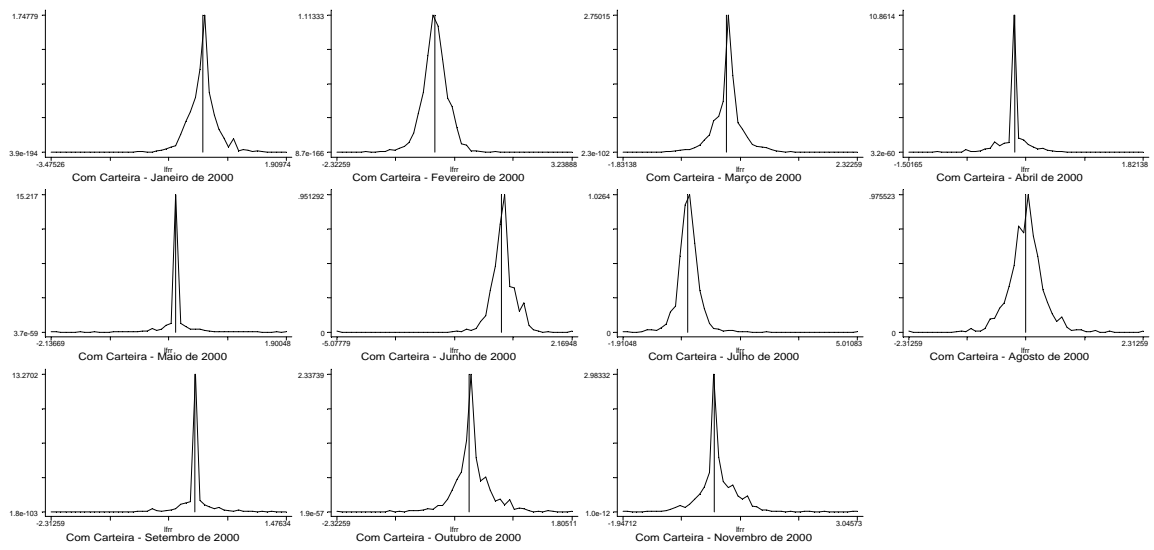 1.74779
3.9e-194
-3.47526 1.90974
lfrr
Com Carteira - Janeiro de 2000
1.11333
8.7e-166
-2.32259 3.23888
lfrr
Com Carteira - Fevereiro de 2000
2.75015
2.3e-102
-1.83138 2.32259
lfrr
Com Carteira - Março de 2000
10.8614
3.2e-60
-1.50165 1.82138
lfrr
Com Carteira - Abril de 2000
15.217
3.7e-59
-2.13669 1.90048
lfrr
Com Carteira - Maio de 2000
.951292
0
-5.07779 2.16948
lfrr
Com Carteira - Junho de 2000
1.0264
0
-1.91048 5.01083
lfrr
Com Carteira - Julho de 2000
.975523
0
-2.31259 2.31259
lfrr
Com Carteira - Agosto de 2000
13.2702
1.8e-103
-2.31259 1.47634
lfrr
Com Carteira - Setembro de 2000
2.33739
1.9e-57
-2.32259 1.80511
lfrr
Com Carteira - Outubro de 2000
2.98332
1.0e-12
-1.94712 3.04573
lfrr
Com Carteira - Novembro de 2000